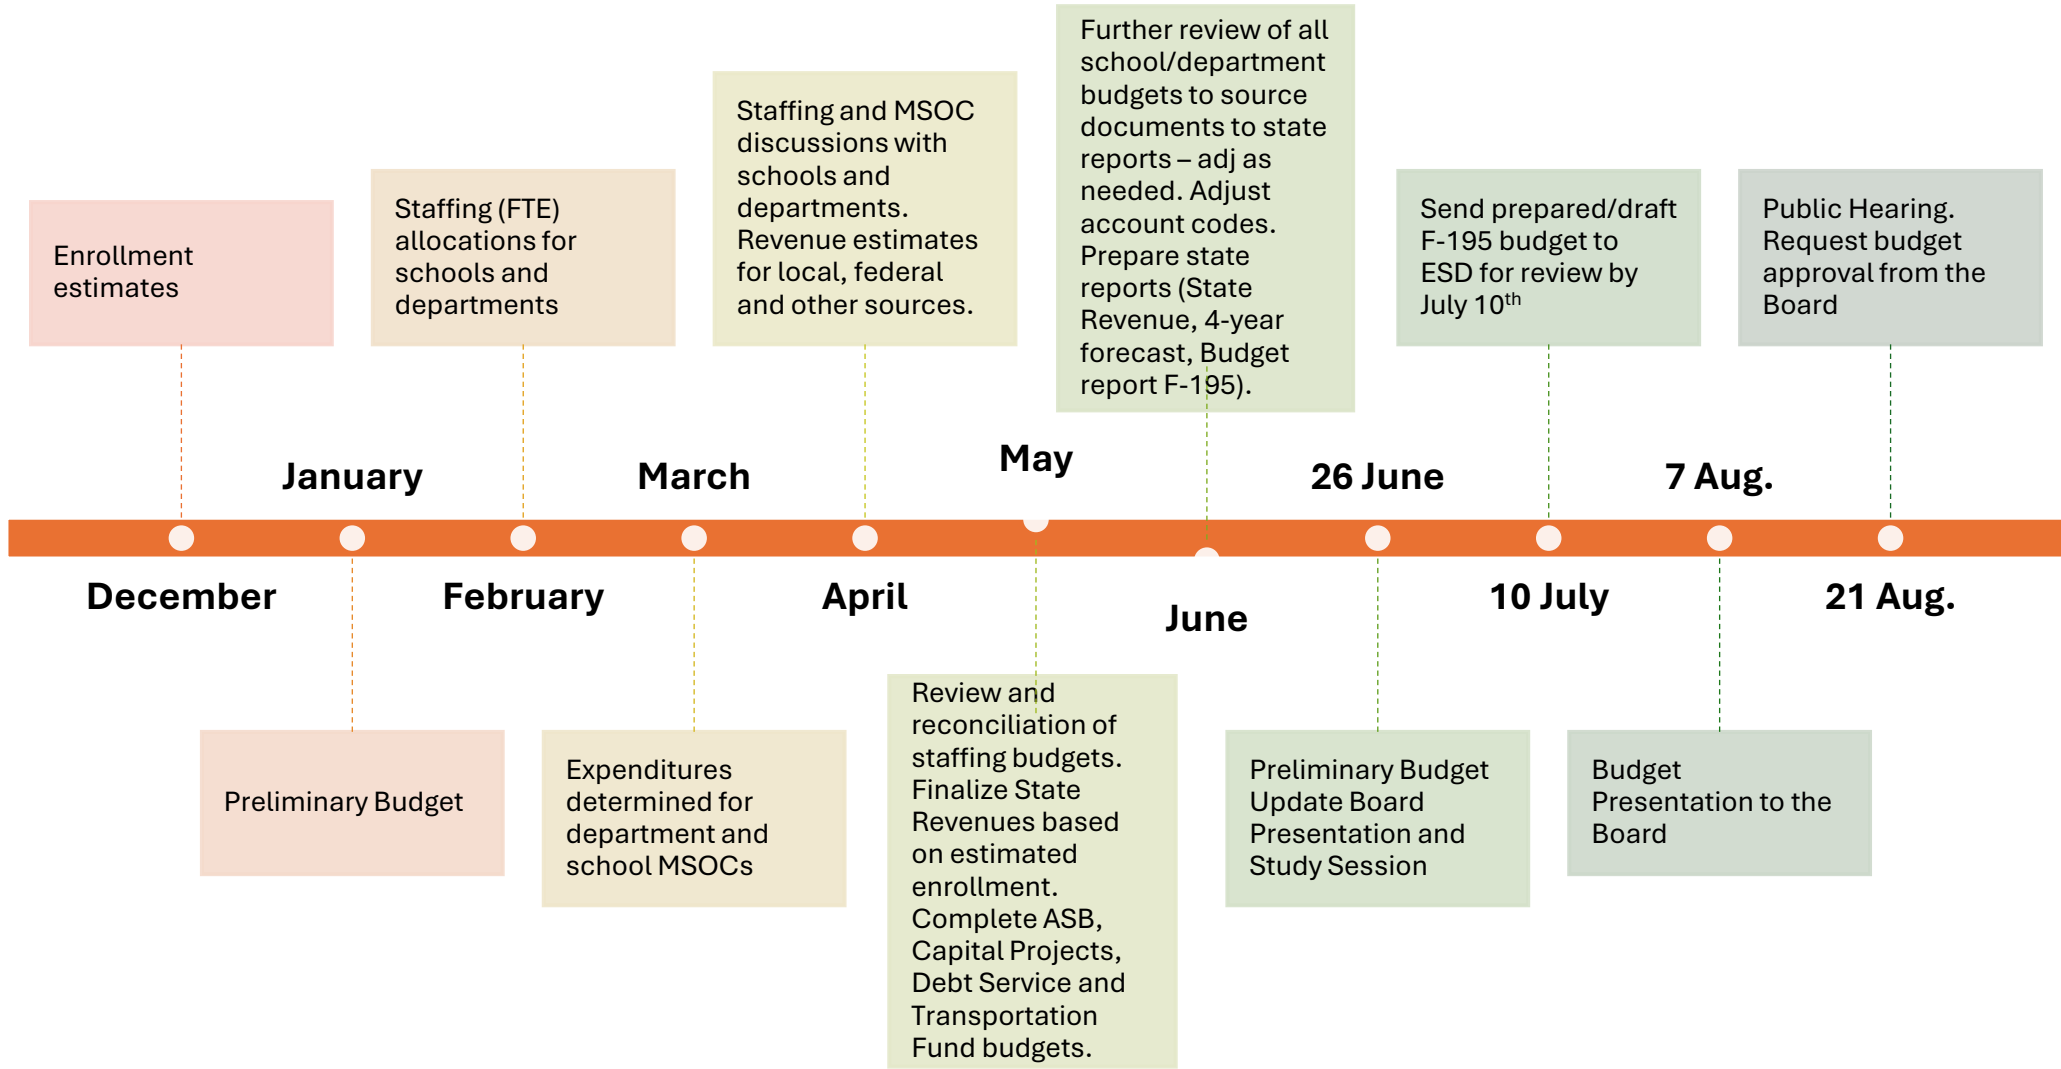 Enrollment
estimates
December
January
Preliminary Budget
Staffing (FTE)
allocations for
schools and
departments
February
March
Expenditures
determined for
department and
school MSOCs
Staffing and MSOC
discussions with
schools and
departments.
Revenue estimates
for local, federal
and other sources.
April
May
Review and
reconciliation of
staffing budgets.
Finalize State
Revenues based
on estimated
enrollment.
Complete ASB,
Capital Projects,
Debt Service and
Transportation
Fund budgets.
Further review of all
school/department
budgets to source
documents to state
reports – adj as
needed. Adjust
account codes.
Prepare state
reports (State
Revenue, 4-year
forecast, Budget
report F-195).
June
26 June
Preliminary Budget
Update Board
Presentation and
Study Session
Send prepared/draft
F-195 budget to
ESD for review by
July 10th
10 July
7 Aug.
Budget
Presentation to the
Board
Public Hearing.
Request budget
approval from the
Board
21 Aug.